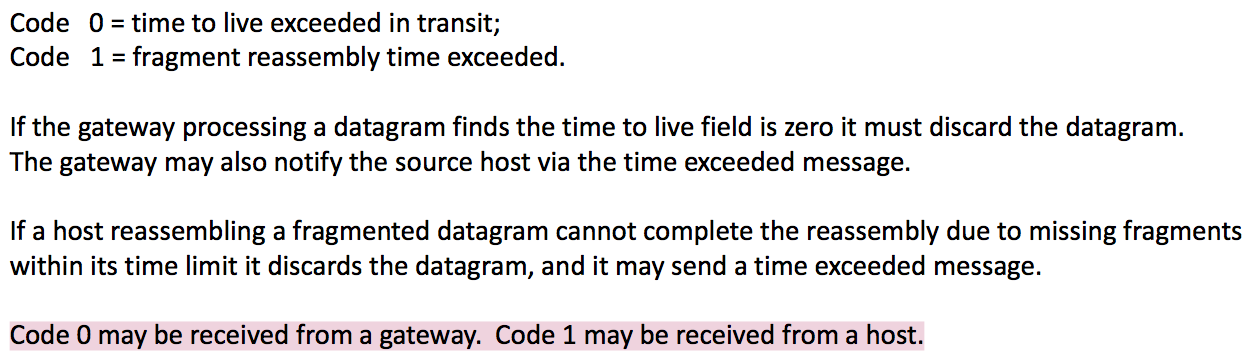 Code   0 = time to live exceeded in transit;
Code   1 = fragment reassembly time exceeded.
If the gateway processing a datagram finds the time to live field is zero it must discard the datagram.
The gateway may also notify the source host via the time exceeded message.
If a host reassembling a fragmented datagram cannot complete the reassembly due to missing fragments
within its time limit it discards the datagram, and it may send a time exceeded message.
Code 0 may be received from a gateway.  Code 1 may be received from a host.